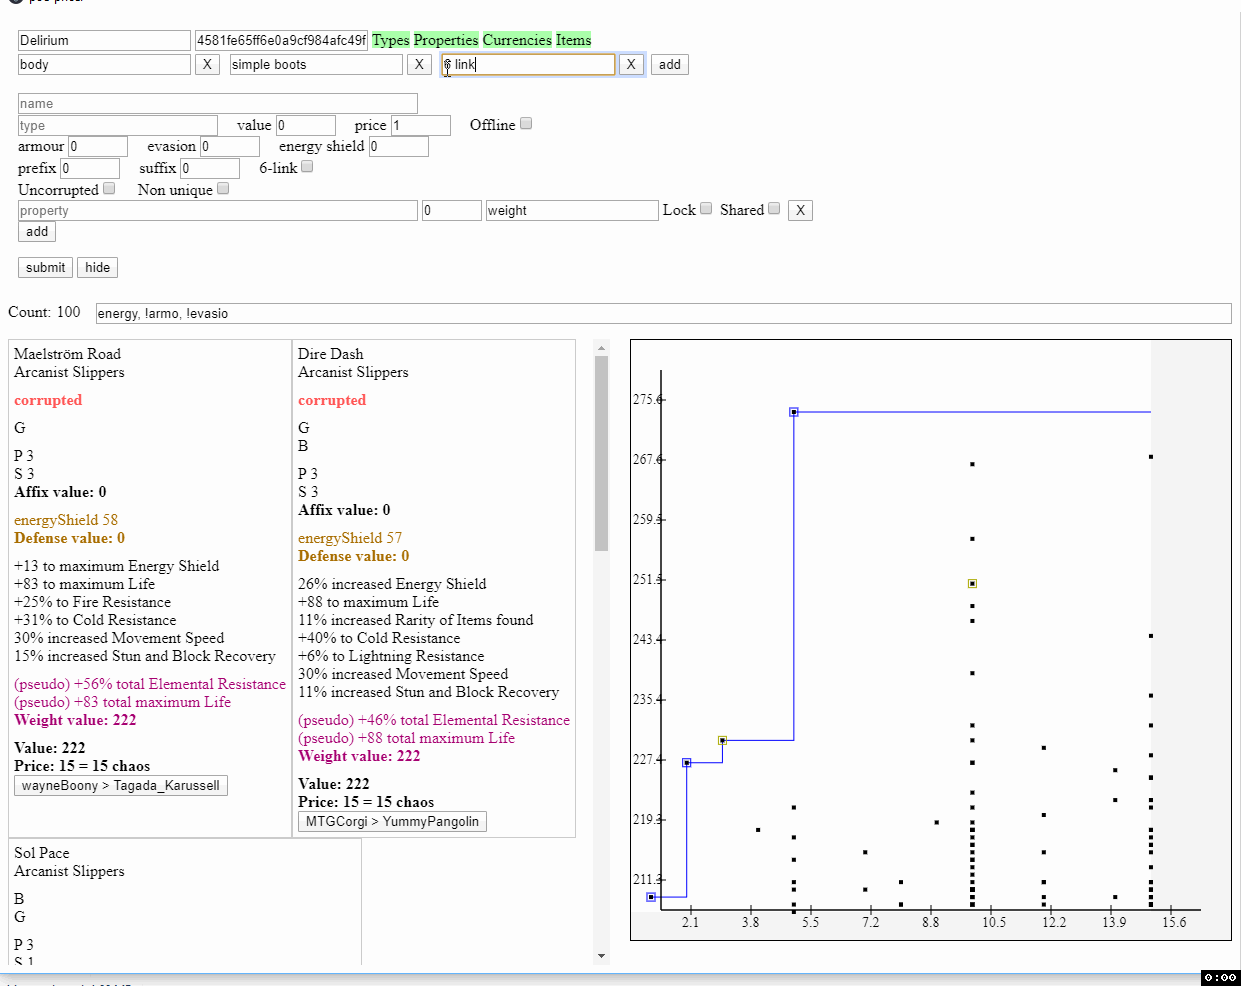 Delirium 4581fe65ff6e0a9cf984afc49f Types Properties Currencies Items
body X simple boots X 6 link X add
name
type value 0 price 1 Offline
armour 0 evasion 0 energy shield 0
prefix 0 suffix 0 6-link
Uncorrupted Non unique
property 0 weight Lock Shared X
add
submit hide
Count: 100 energy, !armo, !evasio
Maelström Road
Arcanist Slippers
corrupted
G
P 3
S 3
Affix value: 0
energyShield 58
Defense value: 0
+13 to maximum Energy Shield
+83 to maximum Life
+25% to Fire Resistance
+31% to Cold Resistance
30% increased Movement Speed
15% increased Stun and Block Recovery
(pseudo) +56% total Elemental Resistance
(pseudo) +83 total maximum Life
Weight value: 222
Value: 222
Price: 15 = 15 chaos
wayneBoony > Tagada_Karussell
Dire Dash
Arcanist Slippers
corrupted
G
B
P 3
S 3
Affix value: 0
energyShield 57
Defense value: 0
26% increased Energy Shield
+88 to maximum Life
11% increased Rarity of Items found
+40% to Cold Resistance
+6% to Lightning Resistance
30% increased Movement Speed
11% increased Stun and Block Recovery
(pseudo) +46% total Elemental Resistance
(pseudo) +88 total maximum Life
Weight value: 222
Value: 222
Price: 15 = 15 chaos
MTGCorgi > YummyPangolin
Sol Pace
Arcanist Slippers
B
G
P 3
S 1
275.6
267.6
259.5
251.5
243.4
235.4
227.4
219.3
211.3
2.1 3.8 5.5 7.2 8.8 10.5 12.2 13.9 15.6
0:00